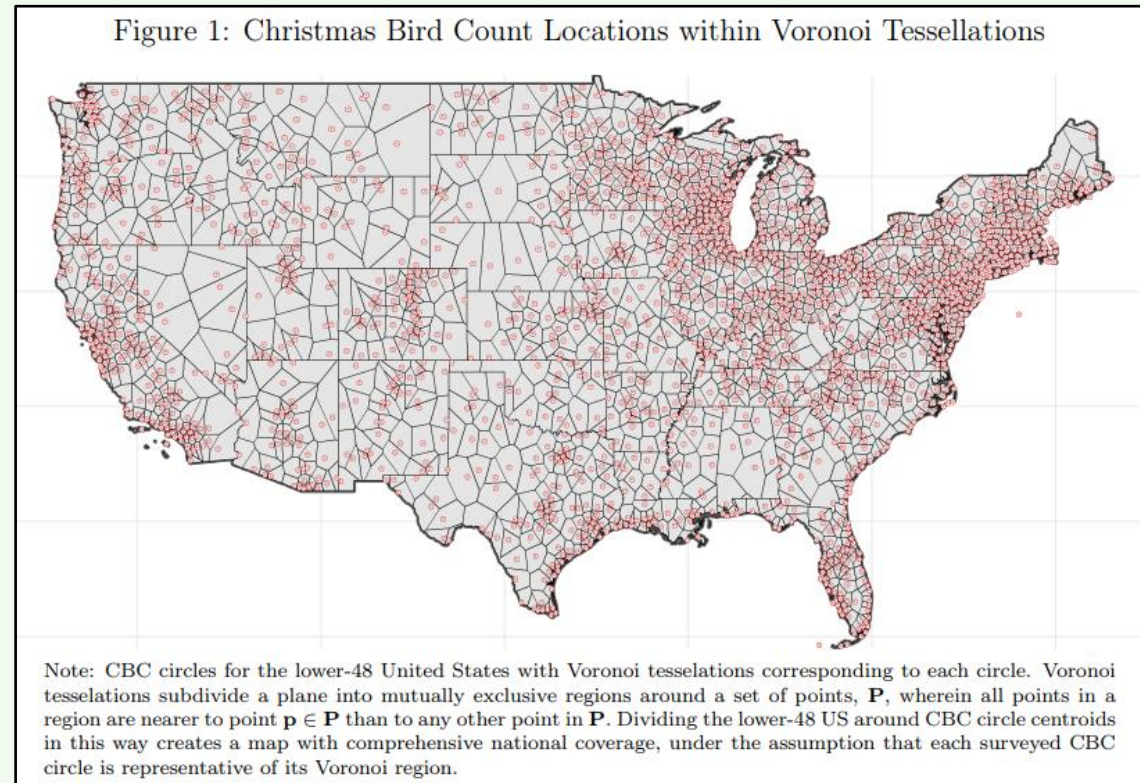 Figure 1: Christmas Bird Count Locations within Voronoi Tessellations
Note: CBC circles for the lower-48 United States with Voronoi tesselations corresponding to each circle. Voronoi
tesselations subdivide a plane into mutually exclusive regions around a set of points, P, wherein all points in a
region are nearer to point p ∈ P than to any other point in P. Dividing the lower-48 US around CBC circle centroids
in this way creates a map with comprehensive national coverage, under the assumption that each surveyed CBC
circle is representative of its Voronoi region.